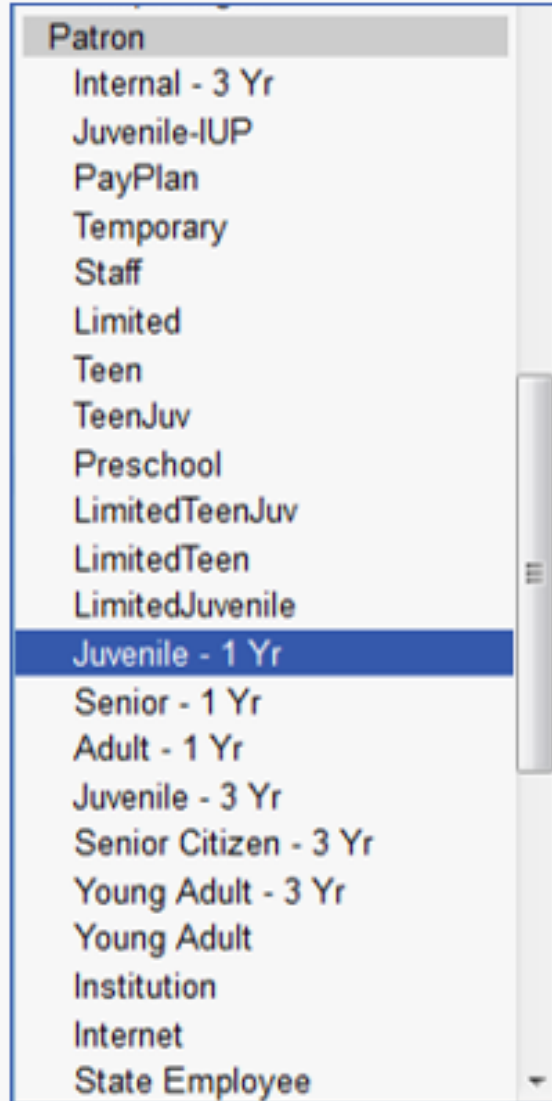 Patron
Internal - 3 Yr
Juvenile-IUP
PayPlan
Temporary
Staff
Limited
Teen
TeenJuv
Preschool
LimitedTeenJuv
LimitedTeen
LimitedJuvenile
Juvenile - 1 Yr
Senior - 1 Yr
Adult - 1 Yr
Juvenile - 3 Yr
Senior Citizen - 3 Yr
Young Adult - 3 Yr
Young Adult
Institution
Internet
State Employee